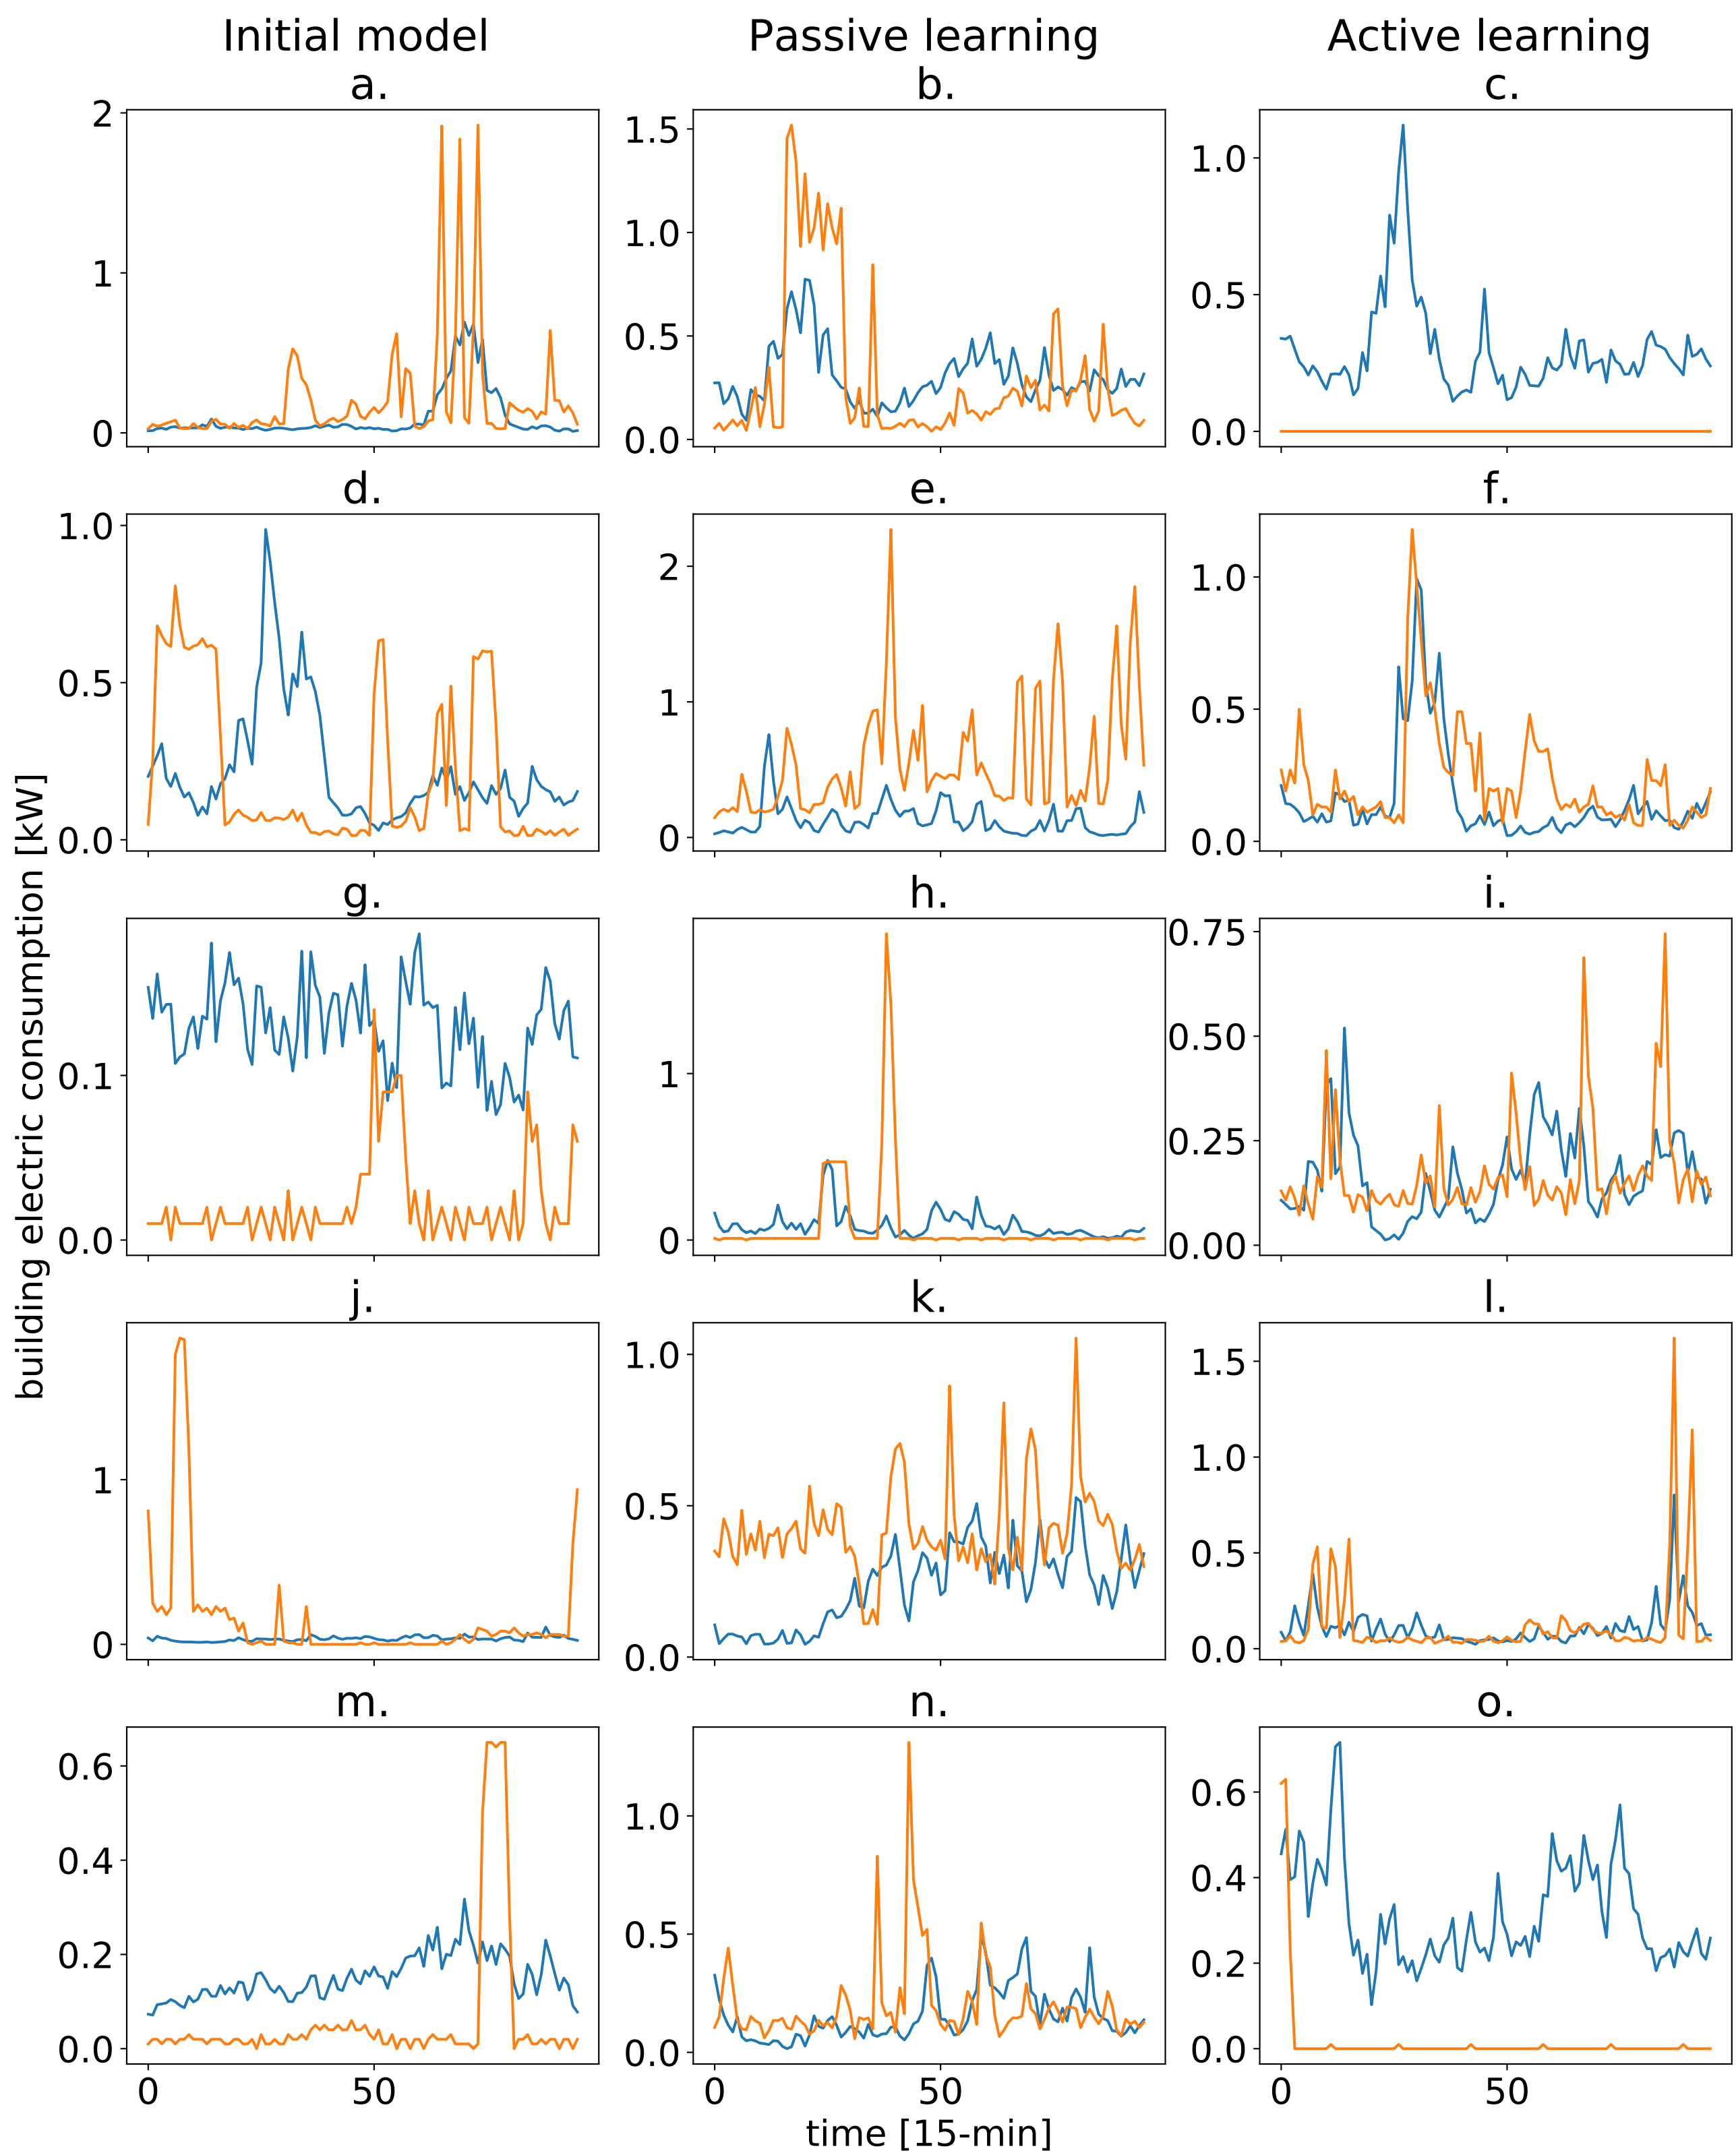 Initial model
Passive learning
Active learning
a.
b.
c.
2
1
0
1.5
1.0
0.5
0.0
1.0
0.5
0.0
d.
e.
f.
1.0
0.5
0.0
2
1
0
1.0
0.5
0.0
g.
h.
i.
0.1
0.0
1
0
0.75
0.50
0.25
0.00
j.
k.
l.
1
0
1.0
0.5
0.0
1.5
1.0
0.5
0.0
m.
n.
o.
0.6
0.4
0.2
0.0
1.0
0.5
0.0
0.6
0.4
0.2
0.0
0
50
0
50
0
50
time [15-min]
building electric consumption [kW]